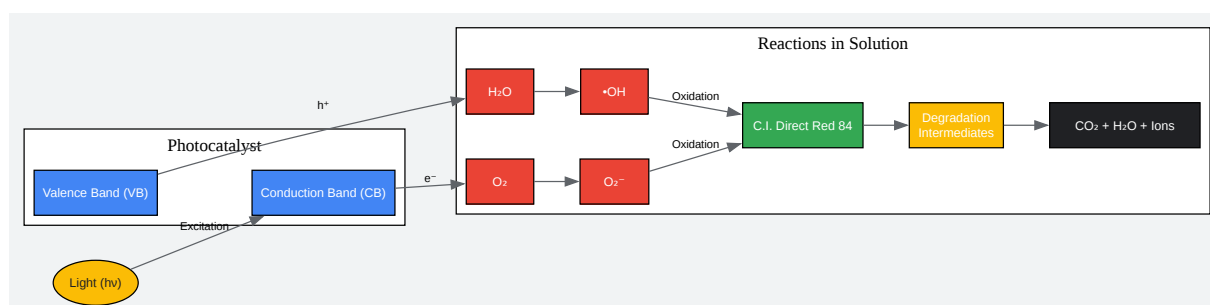 Reactions in Solution
H₂O
•OH
Oxidation
h⁺
C.I. Direct Red 84
Degradation
Intermediates
CO₂ + H₂O + Ions
Photocatalyst
Oxidation
Valence Band (VB)
Conduction Band (CB)
e⁻
O₂
O₂⁻
Excitation
Light (hν)